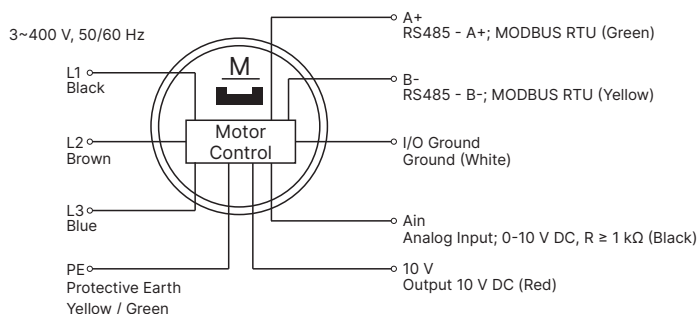 3~400 V, 50/60 Hz
L1
Black
L2
Brown
L3
Blue
PE
Protective Earth
Yellow / Green
M
Motor
Control
A+
RS485 - A+; MODBUS RTU (Green)
B-
RS485 - B-; MODBUS RTU (Yellow)
I/O Ground
Ground (White)
Ain
Analog Input; 0-10 V DC, R ≥ 1 kΩ (Black)
10 V
Output 10 V DC (Red)